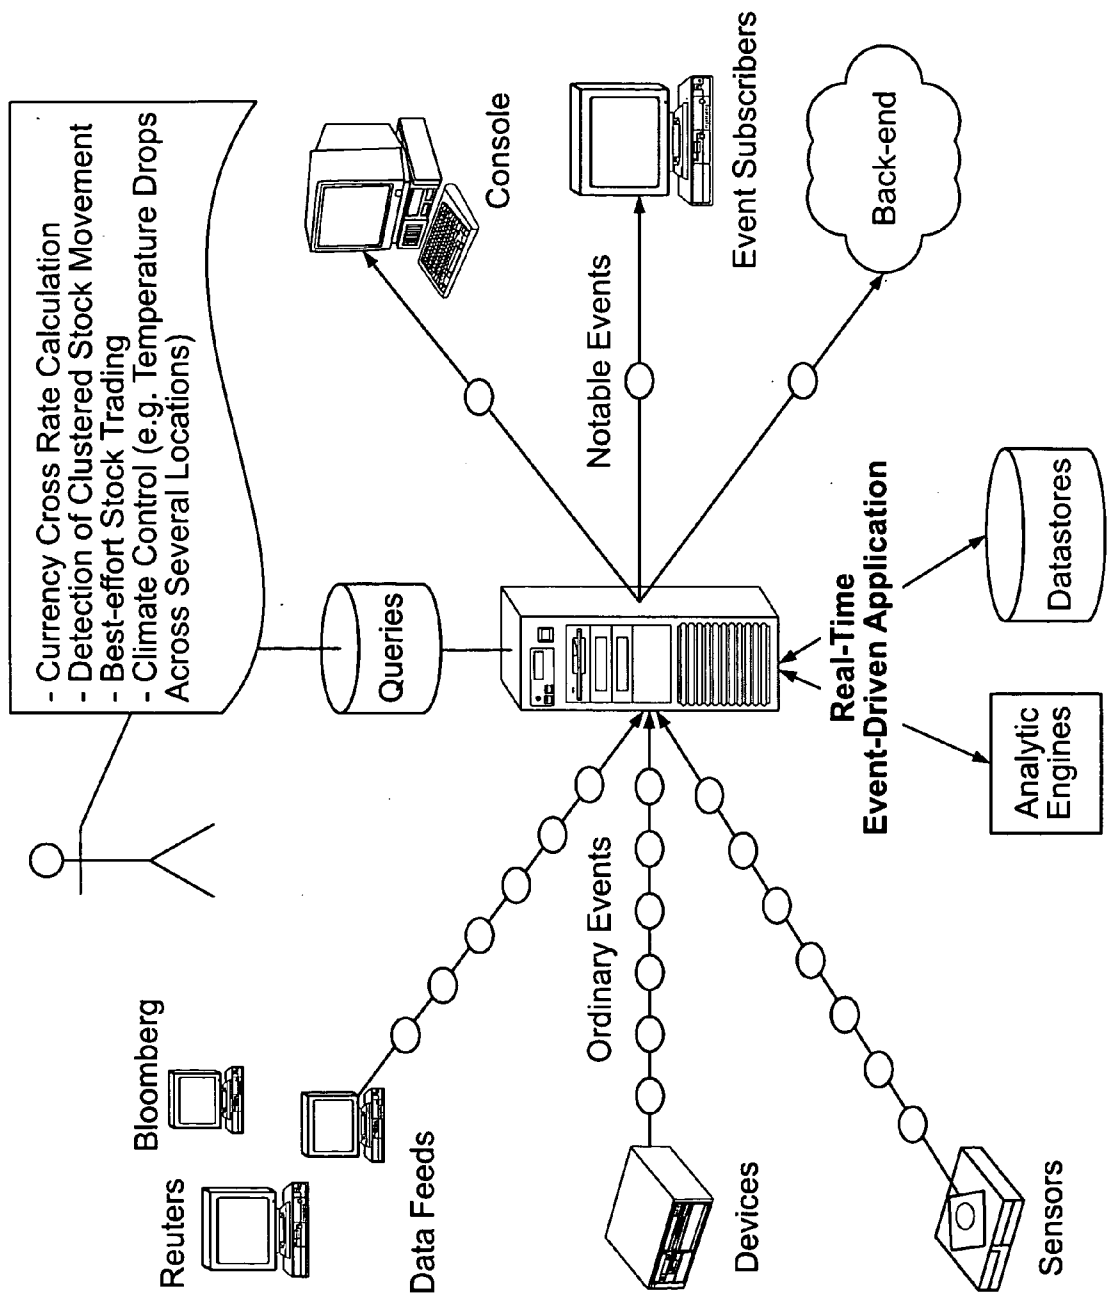 - Currency Cross Rate Calculation
- Detection of Clustered Stock Movement
- Best-effort Stock Trading
- Climate Control (e.g. Temperature Drops
Across Several Locations)
Bloomberg
Reuters
Data Feeds
Queries
Console
Ordinary Events
Notable Events
Devices
Event Subscribers
Real-Time
Event-Driven Application
Back-end
Sensors
Analytic
Engines
Datastores